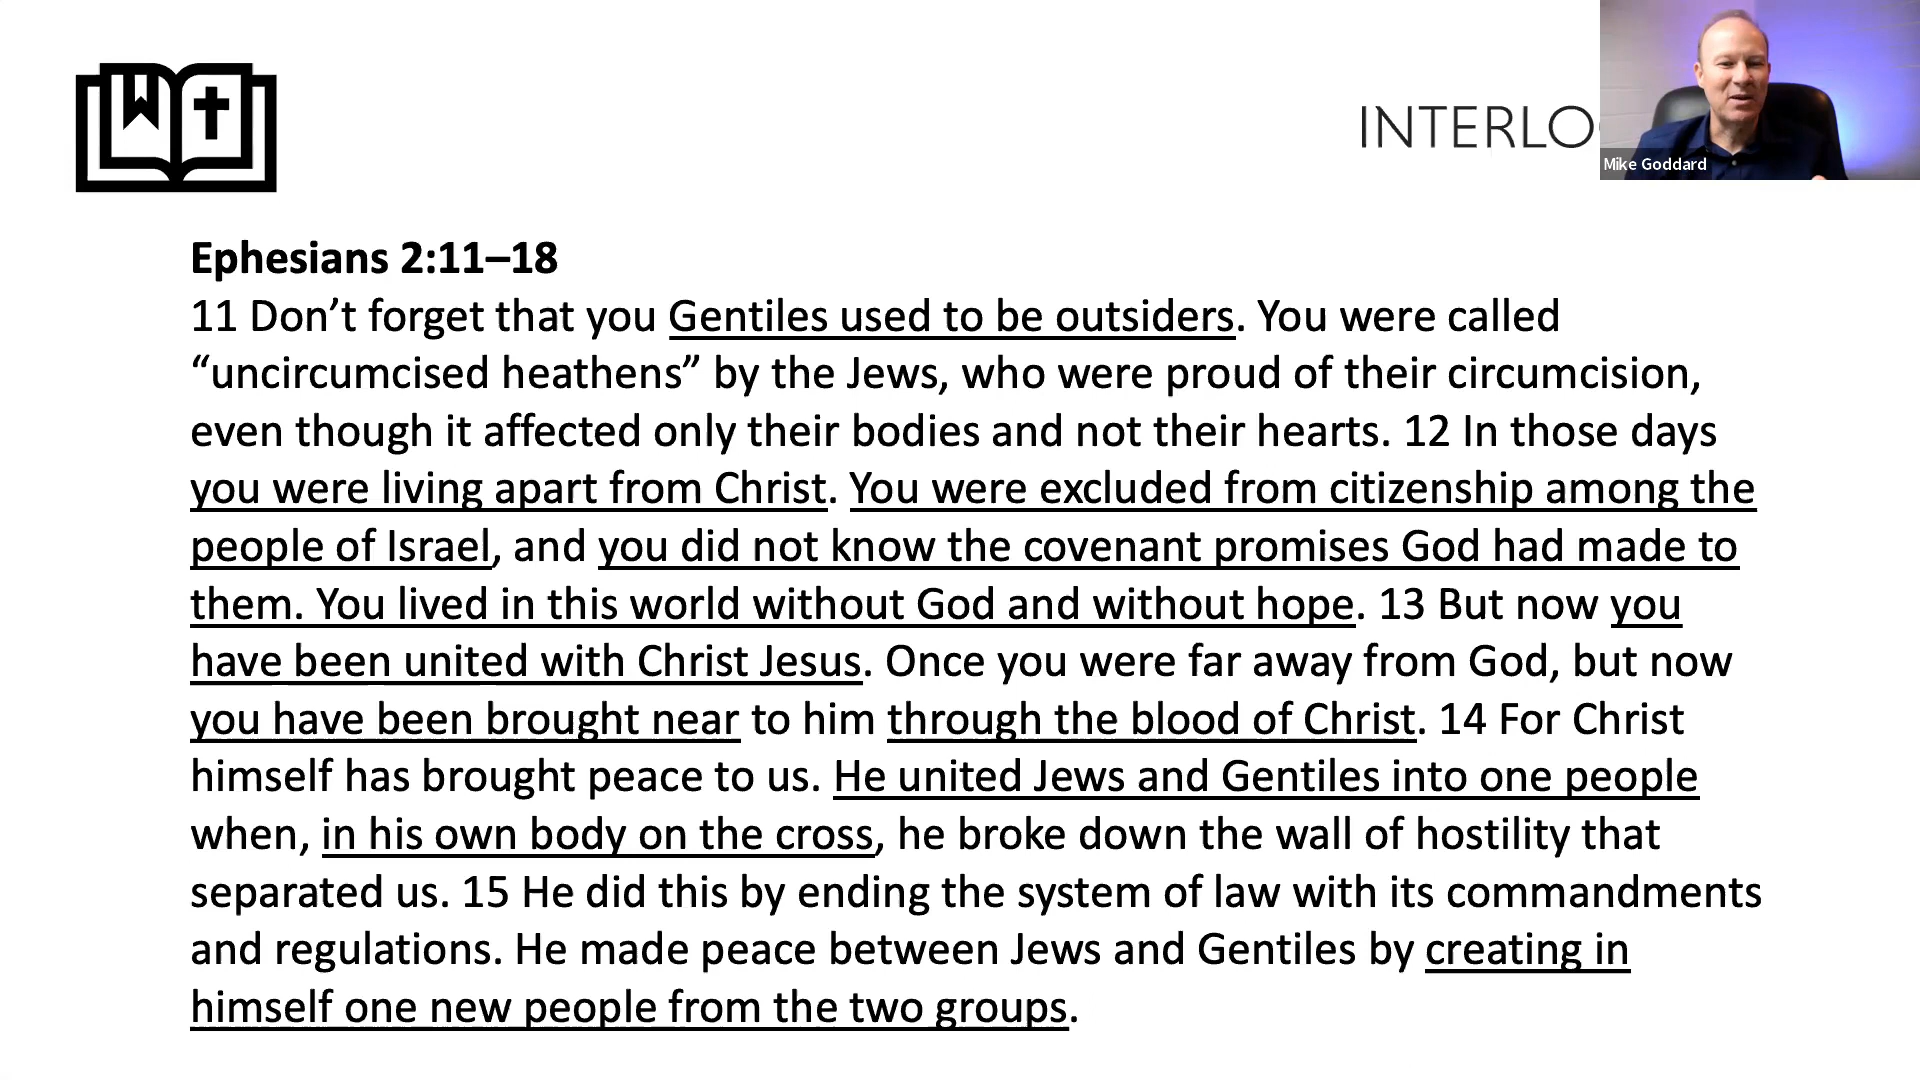 INTERLO
Mike Goddard
Ephesians 2:11–18
11 Don’t forget that you Gentiles used to be outsiders. You were called
“uncircumcised heathens” by the Jews, who were proud of their circumcision,
even though it affected only their bodies and not their hearts. 12 In those days
you were living apart from Christ. You were excluded from citizenship among the
people of Israel, and you did not know the covenant promises God had made to
them. You lived in this world without God and without hope. 13 But now you
have been united with Christ Jesus. Once you were far away from God, but now
you have been brought near to him through the blood of Christ. 14 For Christ
himself has brought peace to us. He united Jews and Gentiles into one people
when, in his own body on the cross, he broke down the wall of hostility that
separated us. 15 He did this by ending the system of law with its commandments
and regulations. He made peace between Jews and Gentiles by creating in
himself one new people from the two groups.